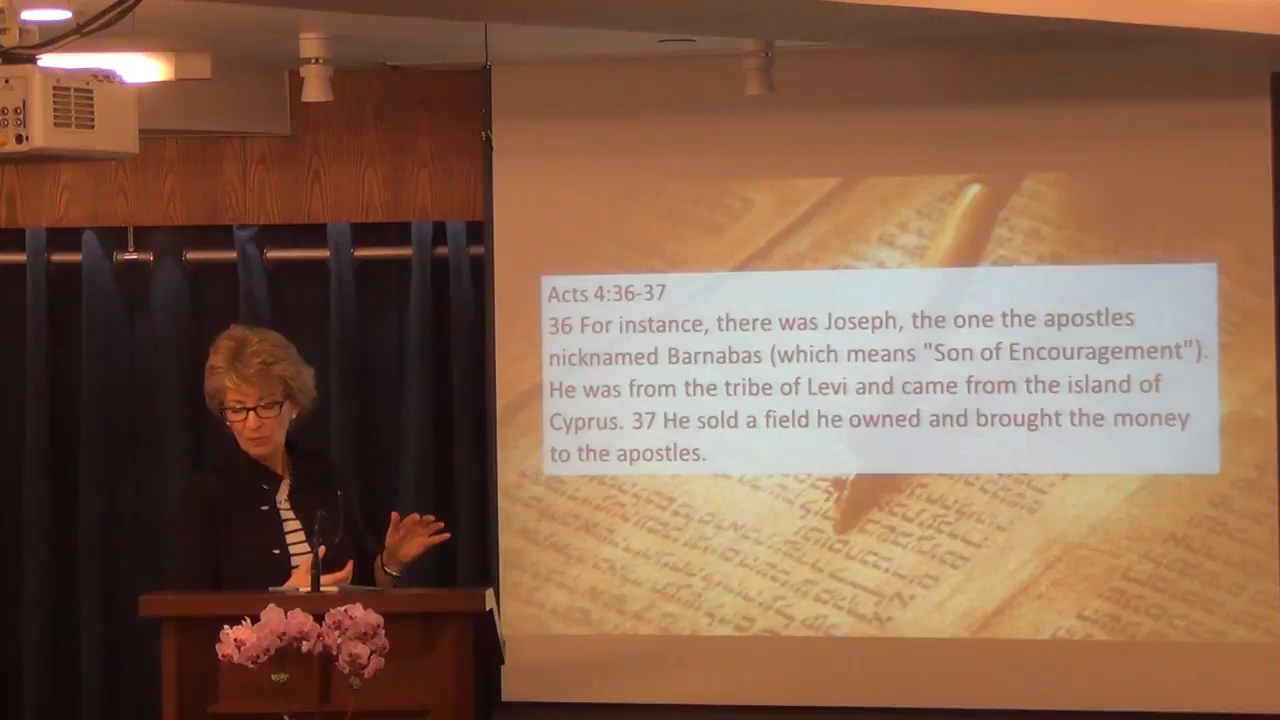 Acts 4:36-37
36 For instance, there was Joseph, the one the apostles
nicknamed Barnabas (which means "Son of Encouragement").
He was from the tribe of Levi and came from the island of
Cyprus. 37 He sold a field he owned and brought the money
to the apostles.